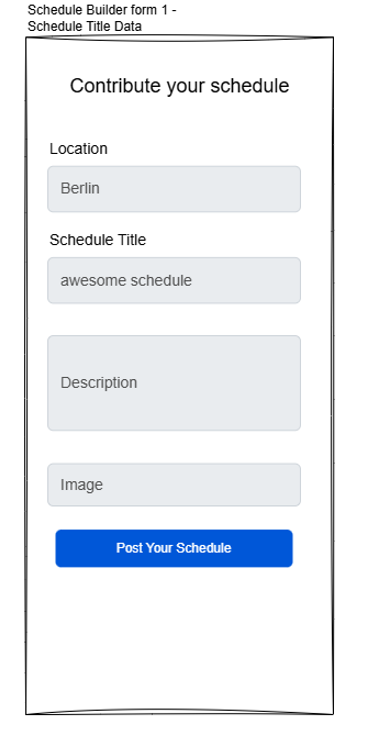 Schedule Builder form 1 -
Schedule Title Data
Contribute your schedule
Location
Berlin
Schedule Title
awesome schedule
Description
Image
Post Your Schedule